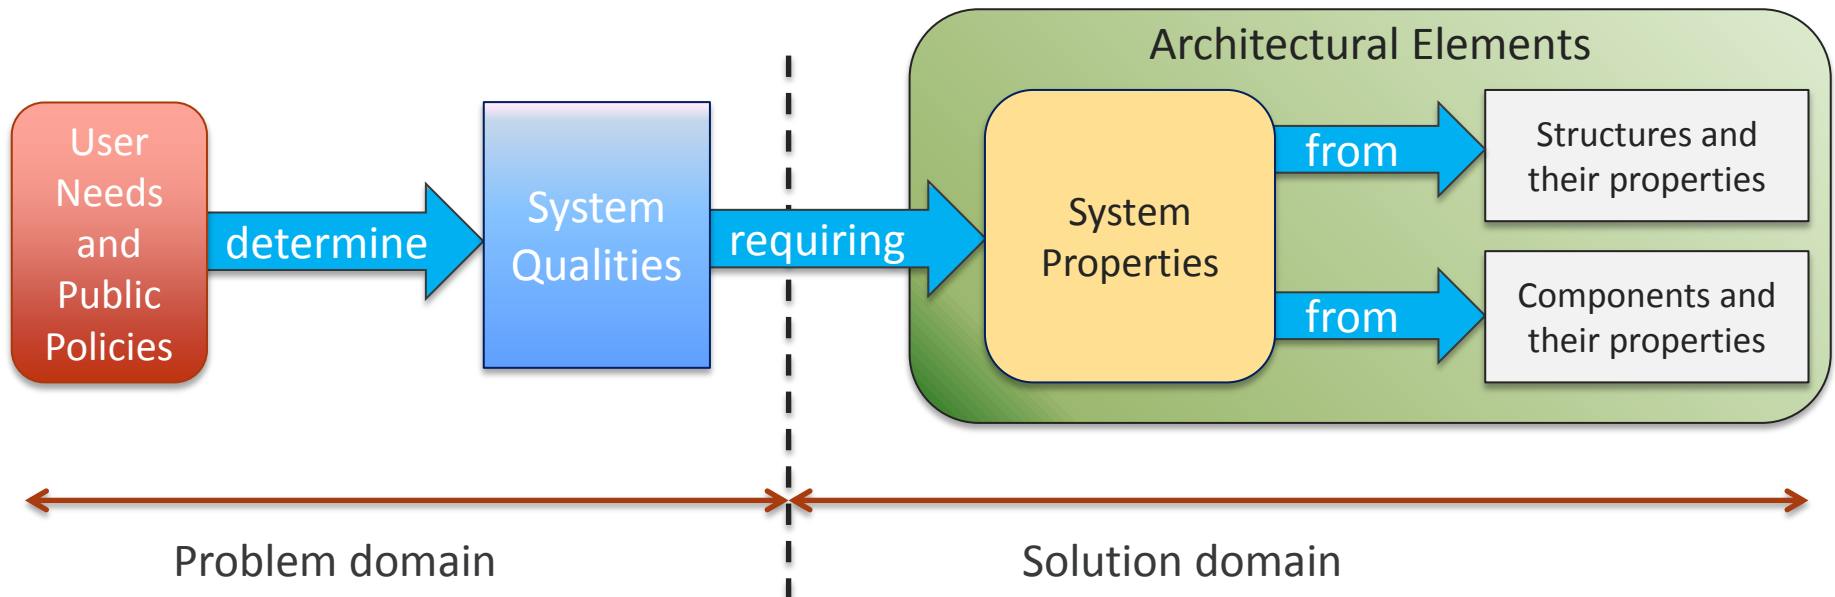 Architectural Elements
User
Needs
and
Public
Policies
determine
System
Qualities
requiring
System
Properties
from
Structures and
their properties
from
Components and
their properties
Problem domain
Solution domain